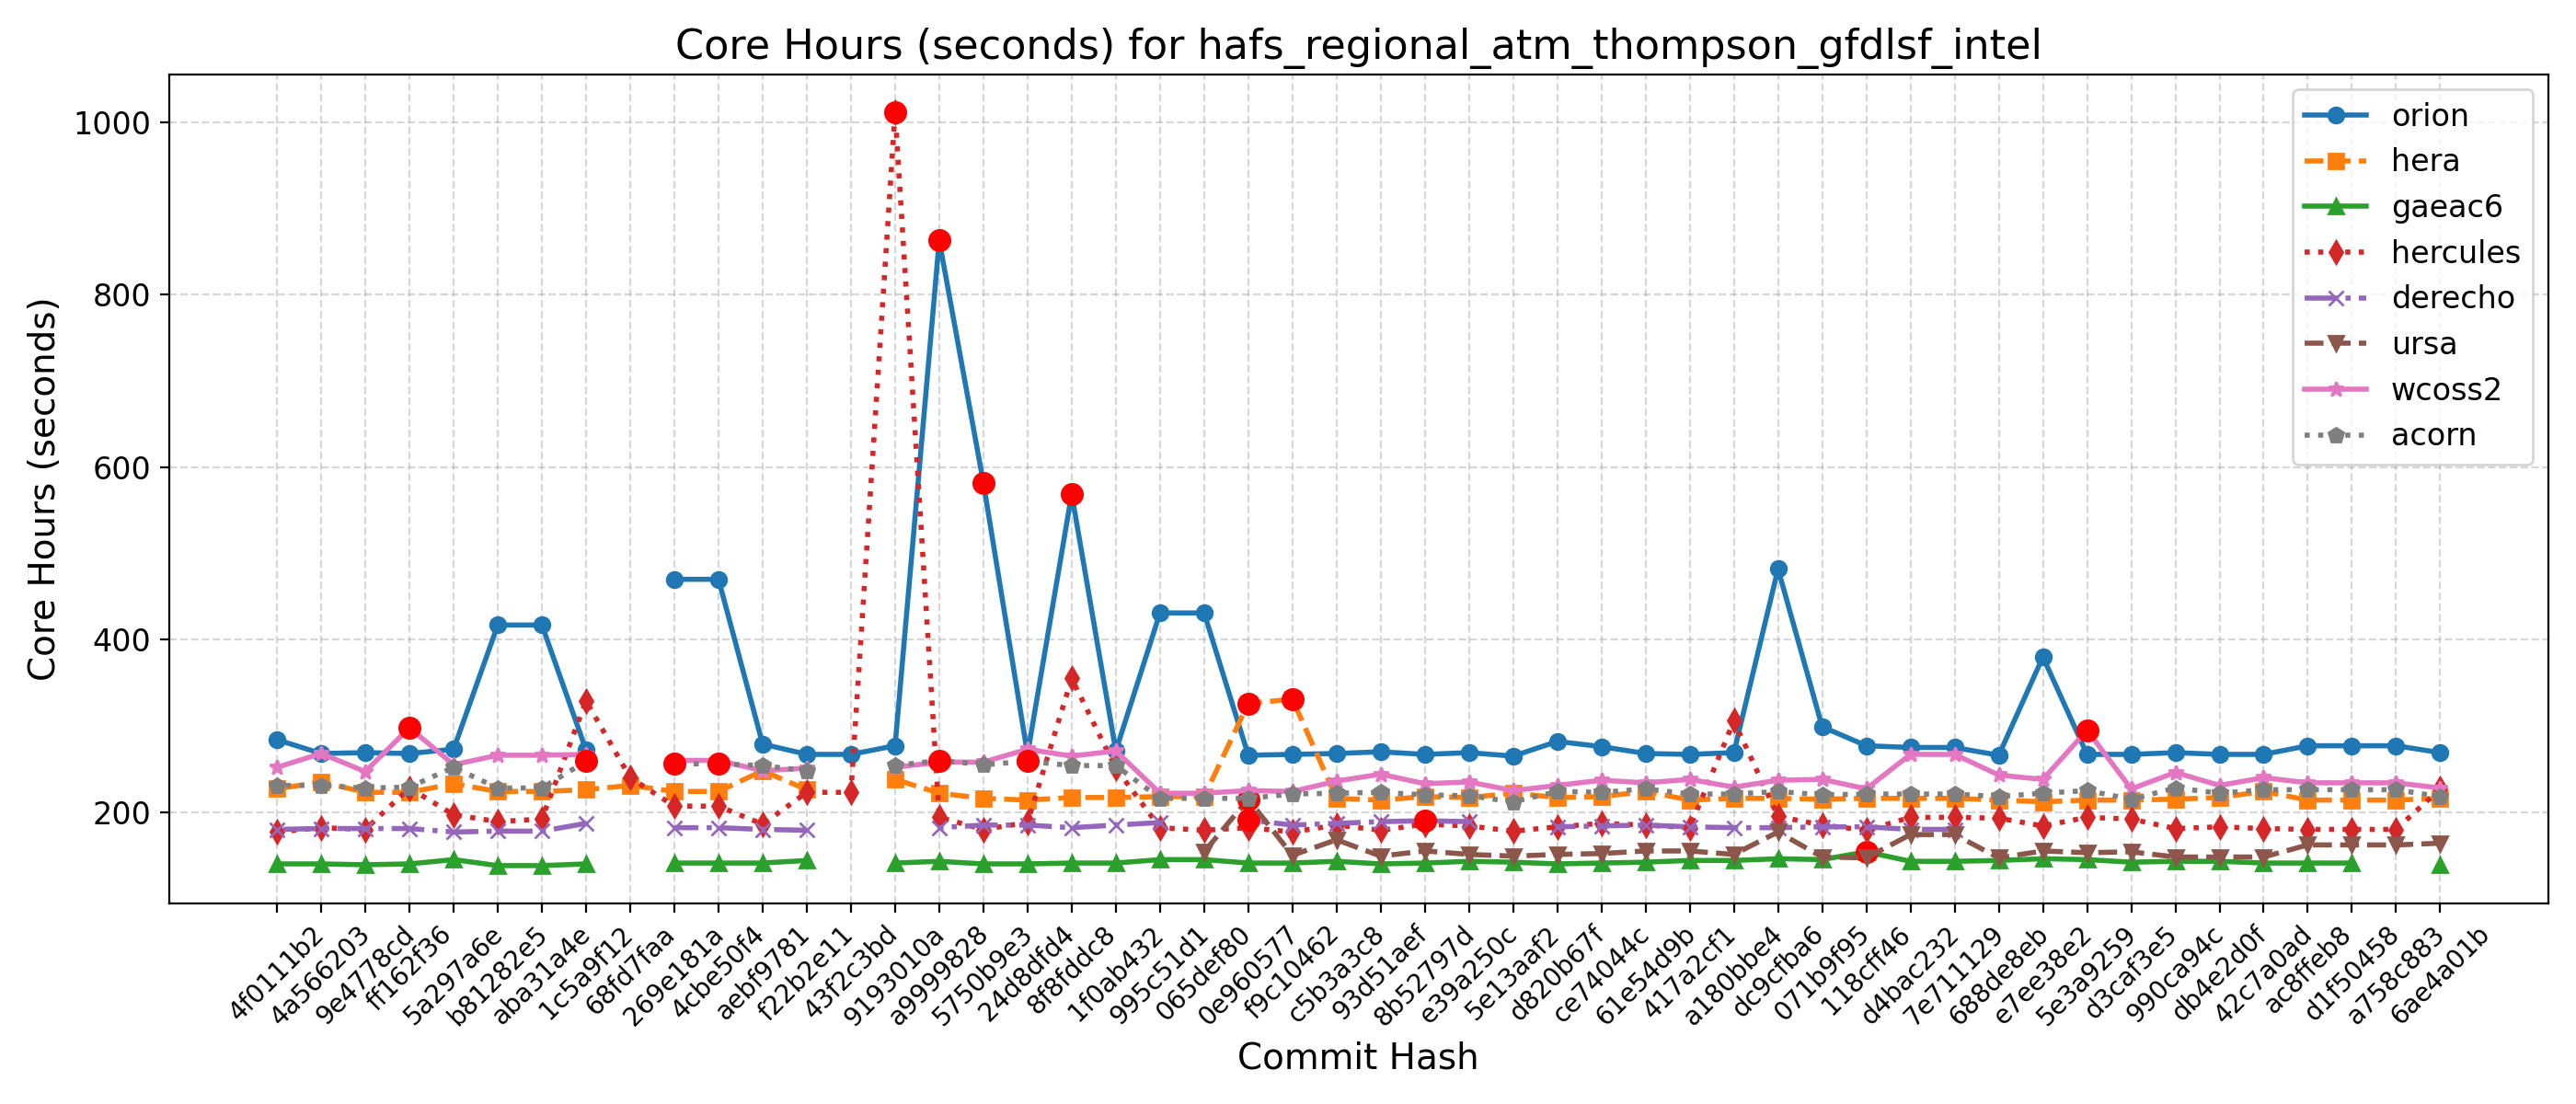 Core Hours (seconds) for hafs_regional_atm_thompson_gfdlsf_intel
Core Hours (seconds)
1000
800
600
400
200
orion
hera
gaeac6
hercules
derecho
ursa
wcoss2
acorn
4f0111b2
4a566203
9e4778cd
ff162f36
5a297a6e
b81282e5
aba31a4e
1c5a9f12
68fd7faa
269e181a
4cbe50f4
aebf9781
f22b2e11
43f2c3bd
9193010a
a9999828
5750b9e3
24d8dfd4
8f8fddc8
1f0ab432
995c51d1
065def80
0e960577
f9c10462
c5b3a3c8
93d51aef
8b52797d
e39a250c
5e13aaf2
d820b67f
ce74044c
61e54d9b
417a2cf1
a180bbe4
dc9cfba6
071b9f95
118cff46
d4bac232
7e711129
688de8eb
e7ee38e2
5e3a9259
d3caf3e5
990ca94c
db4e2d0f
42c7a0ad
ac8ffeb8
d1f50458
a758c883
6ae4a01b
Commit Hash